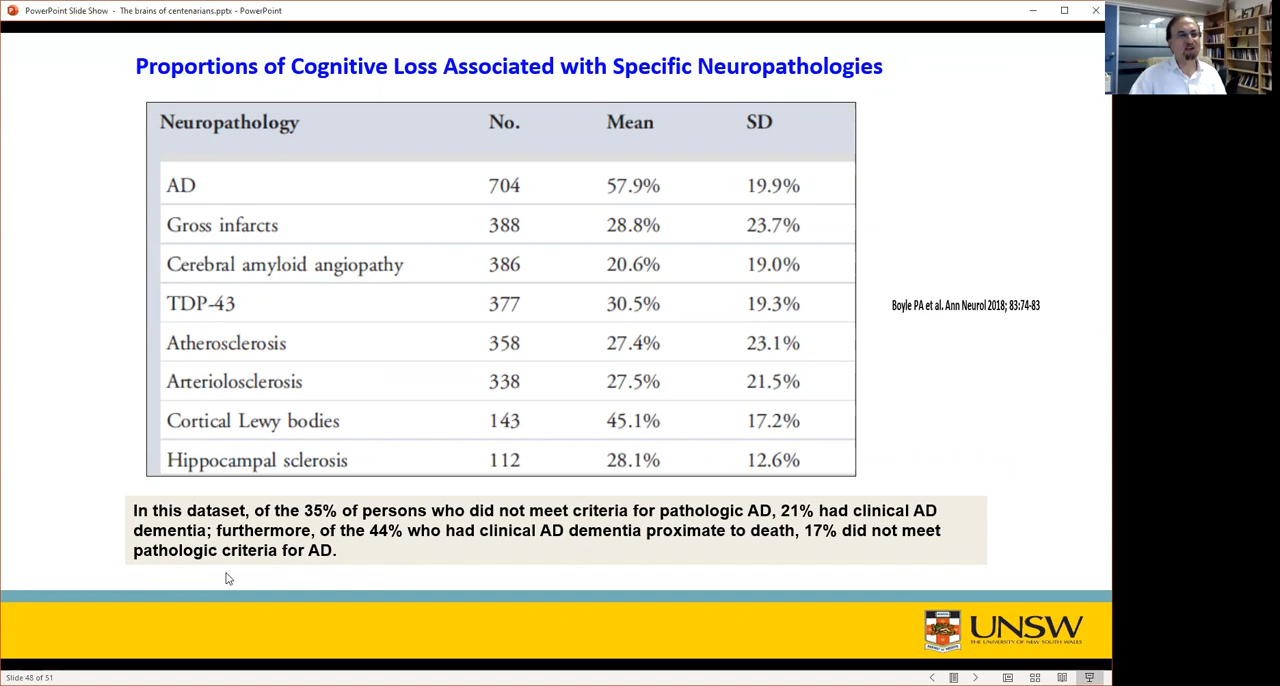 PowerPoint Slide Show - The brains of centenarians.pptx - PowerPoint
Proportions of Cognitive Loss Associated with Specific Neuropathologies
Neuropathology No. Mean SD
AD 704 57.9% 19.9%
Gross infarcts 388 28.8% 23.7%
Cerebral amyloid angiopathy 386 20.6% 19.0%
TDP-43 377 30.5% 19.3%
Boyle PA et al. Ann Neurol 2018; 83:74-83
Atherosclerosis 358 27.4% 23.1%
Arteriolosclerosis 338 27.5% 21.5%
Cortical Lewy bodies 143 45.1% 17.2%
Hippocampal sclerosis 112 28.1% 12.6%
In this dataset, of the 35% of persons who did not meet criteria for pathologic AD, 21% had clinical AD
dementia; furthermore, of the 44% who had clinical AD dementia proximate to death, 17% did not meet
pathologic criteria for AD.
UNSW
THE UNIVERSITY OF NEW SOUTH WALES
Slide 48 of 51